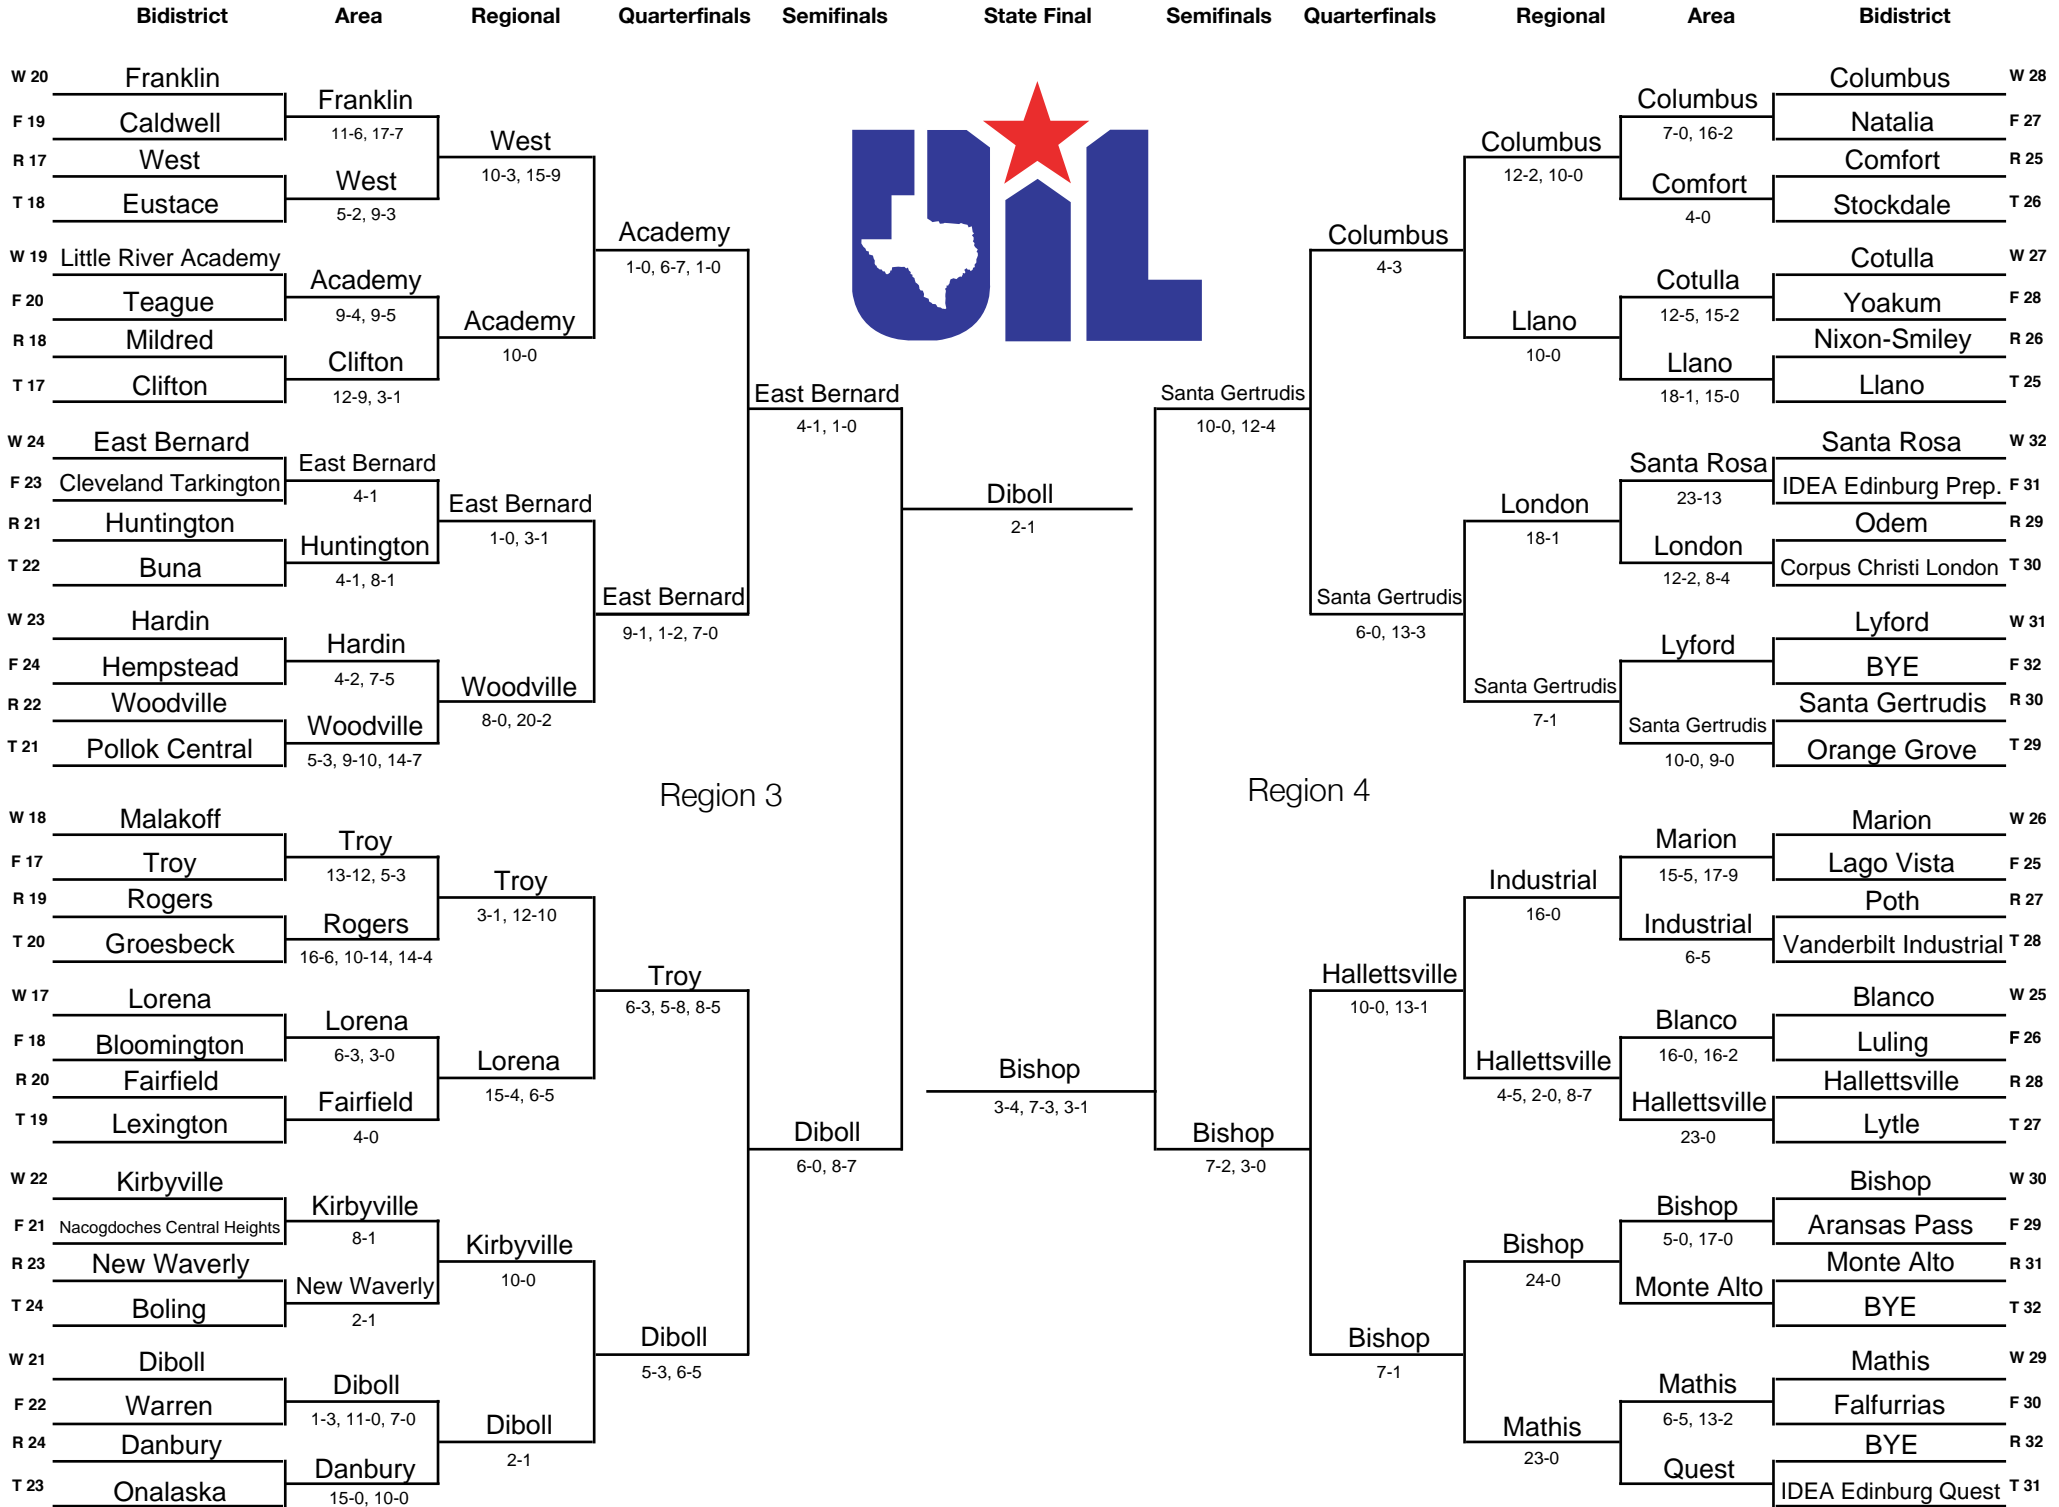 Bidistrict Area Regional Quarterfinals Semifinals State Final Semifinals Quarterfinals Regional Area Bidistrict
W 20 Franklin
F 19 Caldwell
R 17 West
T 18 Eustace
W 19 Little River Academy
F 20 Teague
R 18 Mildred
T 17 Clifton
W 24 East Bernard
F 23 Cleveland Tarkington
R 21 Huntington
T 22 Buna
W 23 Hardin
F 24 Hempstead
R 22 Woodville
T 21 Pollok Central
W 18 Malakoff
F 17 Troy
R 19 Rogers
T 20 Groesbeck
W 17 Lorena
F 18 Bloomington
R 20 Fairfield
T 19 Lexington
W 22 Kirbyville
F 21 Nacogdoches Central Heights
R 23 New Waverly
T 24 Boling
W 21 Diboll
F 22 Warren
R 24 Danbury
T 23 Onalaska
Franklin
11-6, 17-7
West
5-2, 9-3
Academy
9-4, 9-5
Clifton
12-9, 3-1
East Bernard
4-1
Huntington
4-1, 8-1
Hardin
4-2, 7-5
Woodville
5-3, 9-10, 14-7
Troy
13-12, 5-3
Rogers
16-6, 10-14, 14-4
Lorena
6-3, 3-0
Fairfield
4-0
Kirbyville
8-1
New Waverly
2-1
Diboll
1-3, 11-0, 7-0
Danbury
15-0, 10-0
West
10-3, 15-9
Academy
10-0
East Bernard
1-0, 3-1
Woodville
8-0, 20-2
Troy
3-1, 12-10
Lorena
15-4, 6-5
Kirbyville
10-0
Diboll
2-1
Academy
1-0, 6-7, 1-0
East Bernard
9-1, 1-2, 7-0
Troy
6-3, 5-8, 8-5
Diboll
5-3, 6-5
Region 3
East Bernard
4-1, 1-0
Diboll
6-0, 8-7
UIL
Diboll
2-1
Bishop
3-4, 7-3, 3-1
Santa Gertrudis
10-0, 12-4
Bishop
7-2, 3-0
Region 4
Columbus
4-3
Santa Gertrudis
6-0, 13-3
Hallettsville
10-0, 13-1
Bishop
7-1
Columbus
12-2, 10-0
Llano
10-0
London
18-1
Santa Gertrudis
7-1
Industrial
16-0
Hallettsville
4-5, 2-0, 8-7
Bishop
24-0
Mathis
23-0
Columbus
7-0, 16-2
Comfort
4-0
Cotulla
12-5, 15-2
Llano
18-1, 15-0
Santa Rosa
23-13
London
12-2, 8-4
Lyford
Santa Gertrudis
10-0, 9-0
Marion
15-5, 17-9
Industrial
6-5
Blanco
16-0, 16-2
Hallettsville
23-0
Bishop
5-0, 17-0
Monte Alto
Mathis
6-5, 13-2
Quest
Columbus W 28
Natalia F 27
Comfort R 25
Stockdale T 26
Cotulla W 27
Yoakum F 28
Nixon-Smiley R 26
Llano T 25
Santa Rosa W 32
IDEA Edinburg Prep. F 31
Odem R 29
Corpus Christi London T 30
Lyford W 31
BYE F 32
Santa Gertrudis R 30
Orange Grove T 29
Marion W 26
Lago Vista F 25
Poth R 27
Vanderbilt Industrial T 28
Blanco W 25
Luling F 26
Hallettsville R 28
Lytle T 27
Bishop W 30
Aransas Pass F 29
Monte Alto R 31
BYE T 32
Mathis W 29
Falfurrias F 30
BYE R 32
IDEA Edinburg Quest T 31